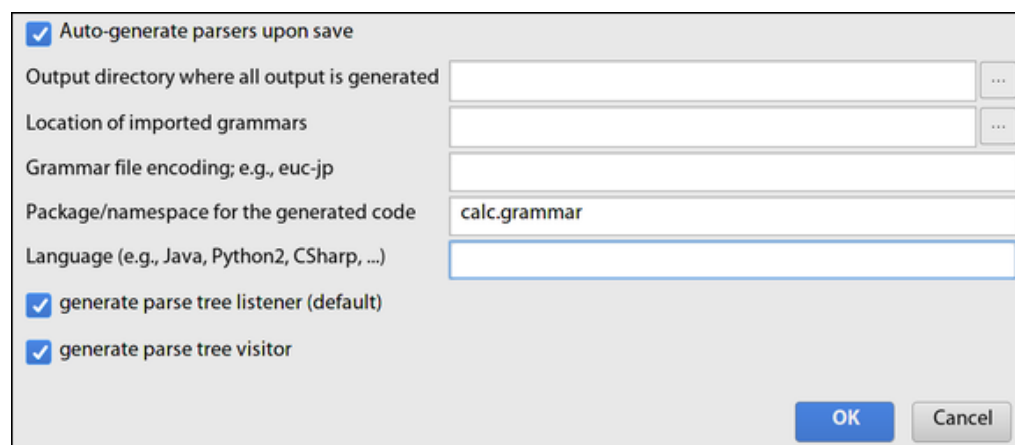 Auto-generate parsers upon save
Output directory where all output is generated
...
Location of imported grammars
...
Grammar file encoding; e.g., euc-jp
Package/namespace for the generated code calc.grammar
Language (e.g., Java, Python2, CSharp, ...)
generate parse tree listener (default)
generate parse tree visitor
OK Cancel